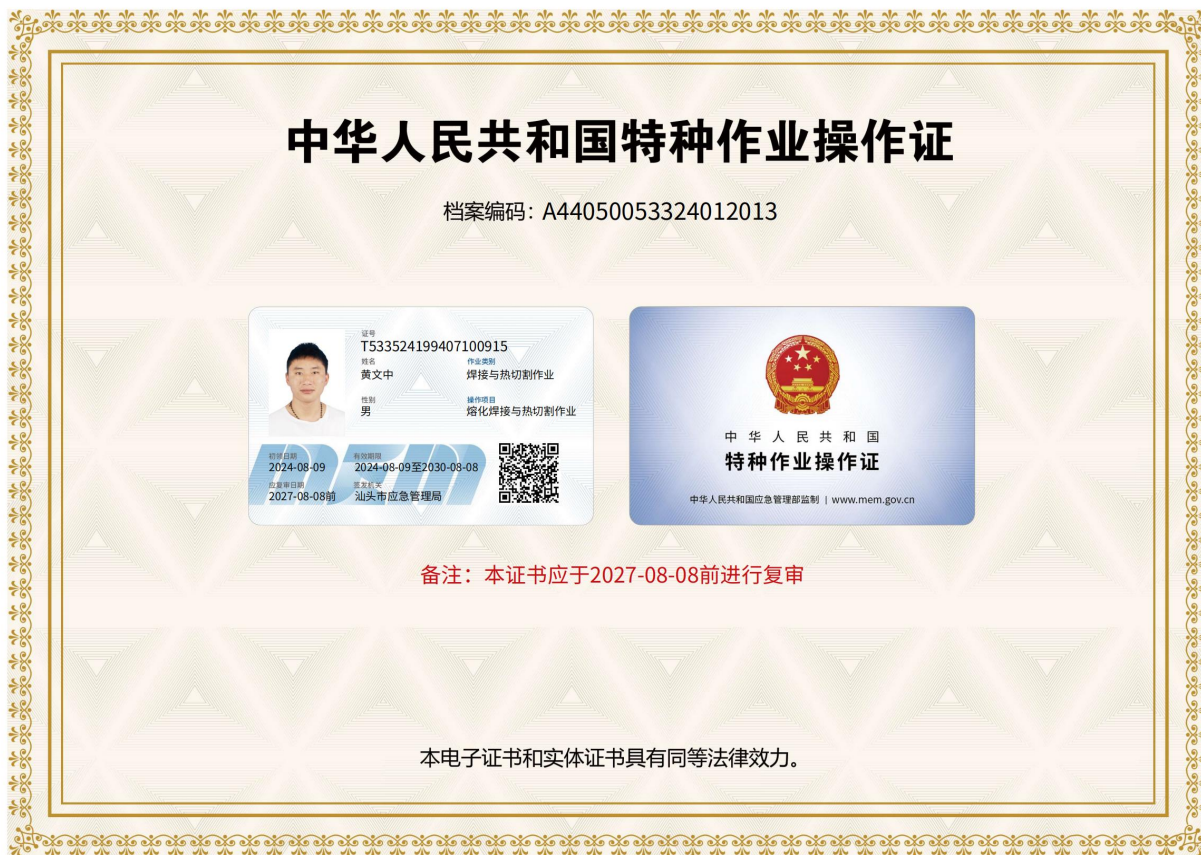 中华人民共和国特种作业操作证
档案编码：A44050053324012013
证号
T533524199407100915
姓名 作业类别
黄文中 焊接与热切割作业
性别 操作项目
男 熔化焊接与热切割作业
初领日期 有效期限
2024-08-09 2024-08-09至2030-08-08
应复审日期 签发机关
2027-08-08前 汕头市应急管理局
中华人民共和国
特种作业操作证
中华人民共和国应急管理部监制 | www.mem.gov.cn
备注：本证书应于2027-08-08前进行复审
本电子证书和实体证书具有同等法律效力。